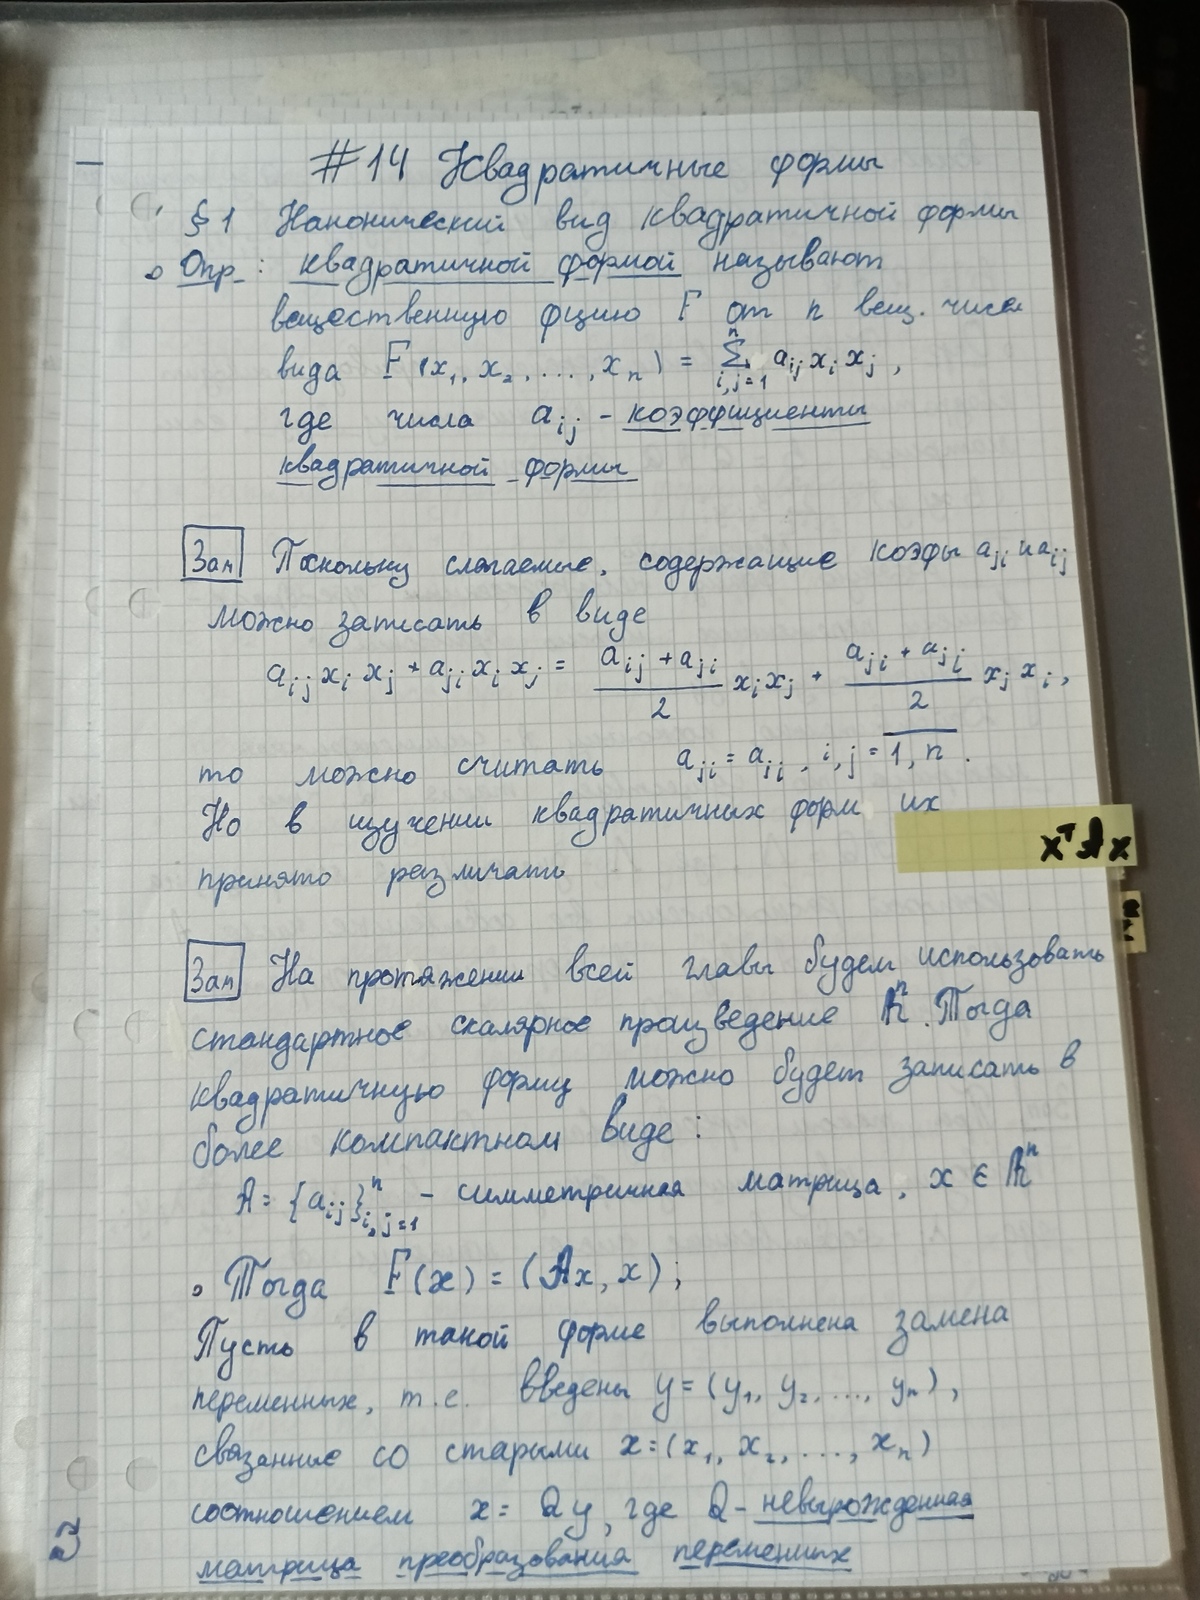 #14 Квадратичные формы
§1 Канонический вид квадратичной формы
Опр: квадратичной формой называют
вещественную фцию F от n вещ. чисел
вида F(x₁, x₂, ..., xₙ) = Σⁿᵢ,ⱼ₌₁ aᵢⱼ xᵢ xⱼ,
где числа aᵢⱼ - коэффициенты
квадратичной формы
Зам Поскольку слагаемые, содержащие коэфы aⱼᵢ и aᵢⱼ
можно записать в виде
aᵢⱼ xᵢ xⱼ + aⱼᵢ xᵢ xⱼ = (aᵢⱼ + aⱼᵢ)/2 xᵢ xⱼ + (aⱼᵢ + aᵢⱼ)/2 xⱼ xᵢ,
то можно считать aⱼᵢ = aᵢⱼ, i, j = 1, n.
Но в изучении квадратичных форм их
принято различать
xᵀAx
Зам На протяжении всей главы будем использовать
стандартное скалярное произведение ℝⁿ. Тогда
квадратичную форму можно будет записать в
более компактном виде:
A = {aᵢⱼ}ⁿᵢ,ⱼ₌₁ - симметричная матрица, x ∈ ℝⁿ
Тогда F(x) = (Ax, x);
Пусть в такой форме выполнена замена
переменных, т.е. введены y = (y₁, y₂, ..., yₙ),
связанные со старыми x = (x₁, x₂, ..., xₙ)
соотношением x = Qy, где Q - невырожденная
матрица преобразования переменных